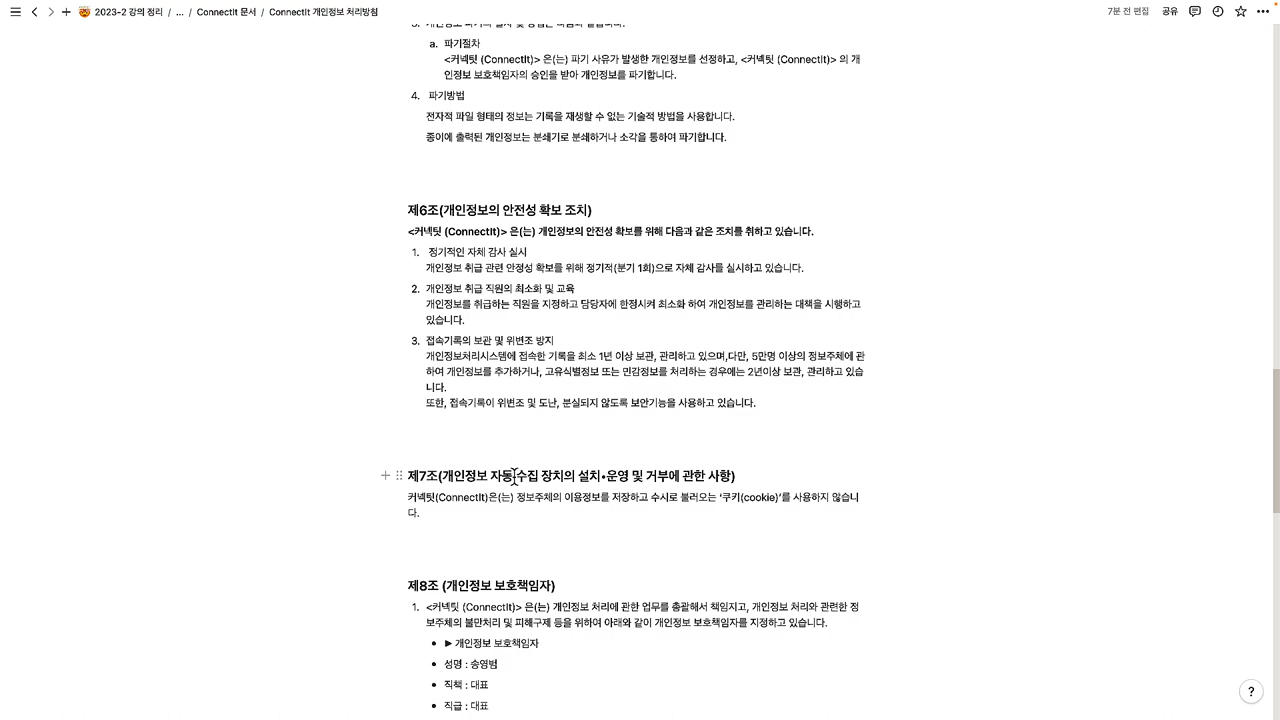 2023-2 강의 정리 / ... / ConnectIt 문서 / ConnectIt 개인정보 처리방침
7분 전 편집 공유
a. 파기절차
<커넥팃 (ConnectIt)> 은(는) 파기 사유가 발생한 개인정보를 선정하고, <커넥팃 (ConnectIt)> 의 개
인정보 보호책임자의 승인을 받아 개인정보를 파기합니다.
4. 파기방법
전자적 파일 형태의 정보는 기록을 재생할 수 없는 기술적 방법을 사용합니다.
종이에 출력된 개인정보는 분쇄기로 분쇄하거나 소각을 통하여 파기합니다.
제6조(개인정보의 안전성 확보 조치)
<커넥팃 (ConnectIt)> 은(는) 개인정보의 안전성 확보를 위해 다음과 같은 조치를 취하고 있습니다.
1. 정기적인 자체 감사 실시
개인정보 취급 관련 안정성 확보를 위해 정기적(분기 1회)으로 자체 감사를 실시하고 있습니다.
2. 개인정보 취급 직원의 최소화 및 교육
개인정보를 취급하는 직원을 지정하고 담당자에 한정시켜 최소화 하여 개인정보를 관리하는 대책을 시행하고
있습니다.
3. 접속기록의 보관 및 위변조 방지
개인정보처리시스템에 접속한 기록을 최소 1년 이상 보관, 관리하고 있으며,다만, 5만명 이상의 정보주체에 관
하여 개인정보를 추가하거나, 고유식별정보 또는 민감정보를 처리하는 경우에는 2년이상 보관, 관리하고 있습
니다.
또한, 접속기록이 위변조 및 도난, 분실되지 않도록 보안기능을 사용하고 있습니다.
제7조(개인정보 자동 수집 장치의 설치•운영 및 거부에 관한 사항)
커넥팃(ConnectIt)은(는) 정보주체의 이용정보를 저장하고 수시로 불러오는 ‘쿠키(cookie)’를 사용하지 않습니
다.
제8조 (개인정보 보호책임자)
1. <커넥팃 (ConnectIt)> 은(는) 개인정보 처리에 관한 업무를 총괄해서 책임지고, 개인정보 처리와 관련한 정
보주체의 불만처리 및 피해구제 등을 위하여 아래와 같이 개인정보 보호책임자를 지정하고 있습니다.
• ▶ 개인정보 보호책임자
• 성명 : 송영범
• 직책 : 대표
• 직급 : 대표
?